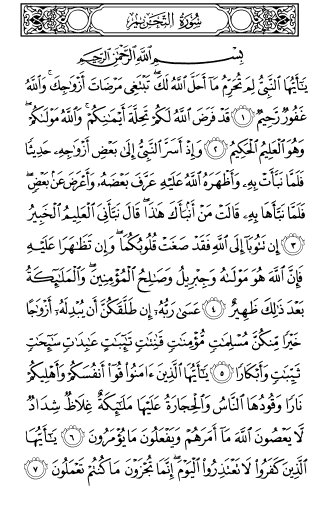 سُورَةُ التَّحْرِيمِ
بِسْمِ اللَّهِ الرَّحْمَٰنِ الرَّحِيمِ
يَٰٓأَيُّهَا ٱلنَّبِيُّ لِمَ تُحَرِّمُ مَآ أَحَلَّ ٱللَّهُ لَكَۖ تَبۡتَغِي مَرۡضَاتَ أَزۡوَٰجِكَۚ وَٱللَّهُ
غَفُورٞ رَّحِيمٞ ١ قَدۡ فَرَضَ ٱللَّهُ لَكُمۡ تَحِلَّةَ أَيۡمَٰنِكُمۡۚ وَٱللَّهُ مَوۡلَىٰكُمۡۖ
وَهُوَ ٱلۡعَلِيمُ ٱلۡحَكِيمُ ٢ وَإِذۡ أَسَرَّ ٱلنَّبِيُّ إِلَىٰ بَعۡضِ أَزۡوَٰجِهِۦ حَدِيثٗا
فَلَمَّا نَبَّأَتۡ بِهِۦ وَأَظۡهَرَهُ ٱللَّهُ عَلَيۡهِ عَرَّفَ بَعۡضَهُۥ وَأَعۡرَضَ عَنۢ بَعۡضٖۖ
فَلَمَّا نَبَّأَهَا بِهِۦ قَالَتۡ مَنۡ أَنۢبَأَكَ هَٰذَاۖ قَالَ نَبَّأَنِيَ ٱلۡعَلِيمُ ٱلۡخَبِيرُ
٣ إِن تَتُوبَآ إِلَى ٱللَّهِ فَقَدۡ صَغَتۡ قُلُوبُكُمَاۖ وَإِن تَظَٰهَرَا عَلَيۡهِ
فَإِنَّ ٱللَّهَ هُوَ مَوۡلَىٰهُ وَجِبۡرِيلُ وَصَٰلِحُ ٱلۡمُؤۡمِنِينَۖ وَٱلۡمَلَٰٓئِكَةُ
بَعۡدَ ذَٰلِكَ ظَهِيرٌ ٤ عَسَىٰ رَبُّهُۥٓ إِن طَلَّقَكُنَّ أَن يُبۡدِلَهُۥٓ أَزۡوَٰجًا
خَيۡرٗا مِّنكُنَّ مُسۡلِمَٰتٖ مُّؤۡمِنَٰتٖ قَٰنِتَٰتٖ تَٰٓئِبَٰتٍ عَٰبِدَٰتٖ سَٰٓئِحَٰتٖ
ثَيِّبَٰتٖ وَأَبۡكَارٗا ٥ يَٰٓأَيُّهَا ٱلَّذِينَ ءَامَنُواْ قُوٓاْ أَنفُسَكُمۡ وَأَهۡلِيكُمۡ
نَارٗا وَقُودُهَا ٱلنَّاسُ وَٱلۡحِجَارَةُ عَلَيۡهَا مَلَٰٓئِكَةٌ غِلَاظٞ شِدَادٞ
لَّا يَعۡصُونَ ٱللَّهَ مَآ أَمَرَهُمۡ وَيَفۡعَلُونَ مَا يُؤۡمَرُونَ ٦ يَٰٓأَيُّهَا
ٱلَّذِينَ كَفَرُواْ لَا تَعۡتَذِرُواْ ٱلۡيَوۡمَۖ إِنَّمَا تُجۡزَوۡنَ مَا كُنتُمۡ تَعۡمَلُونَ ٧